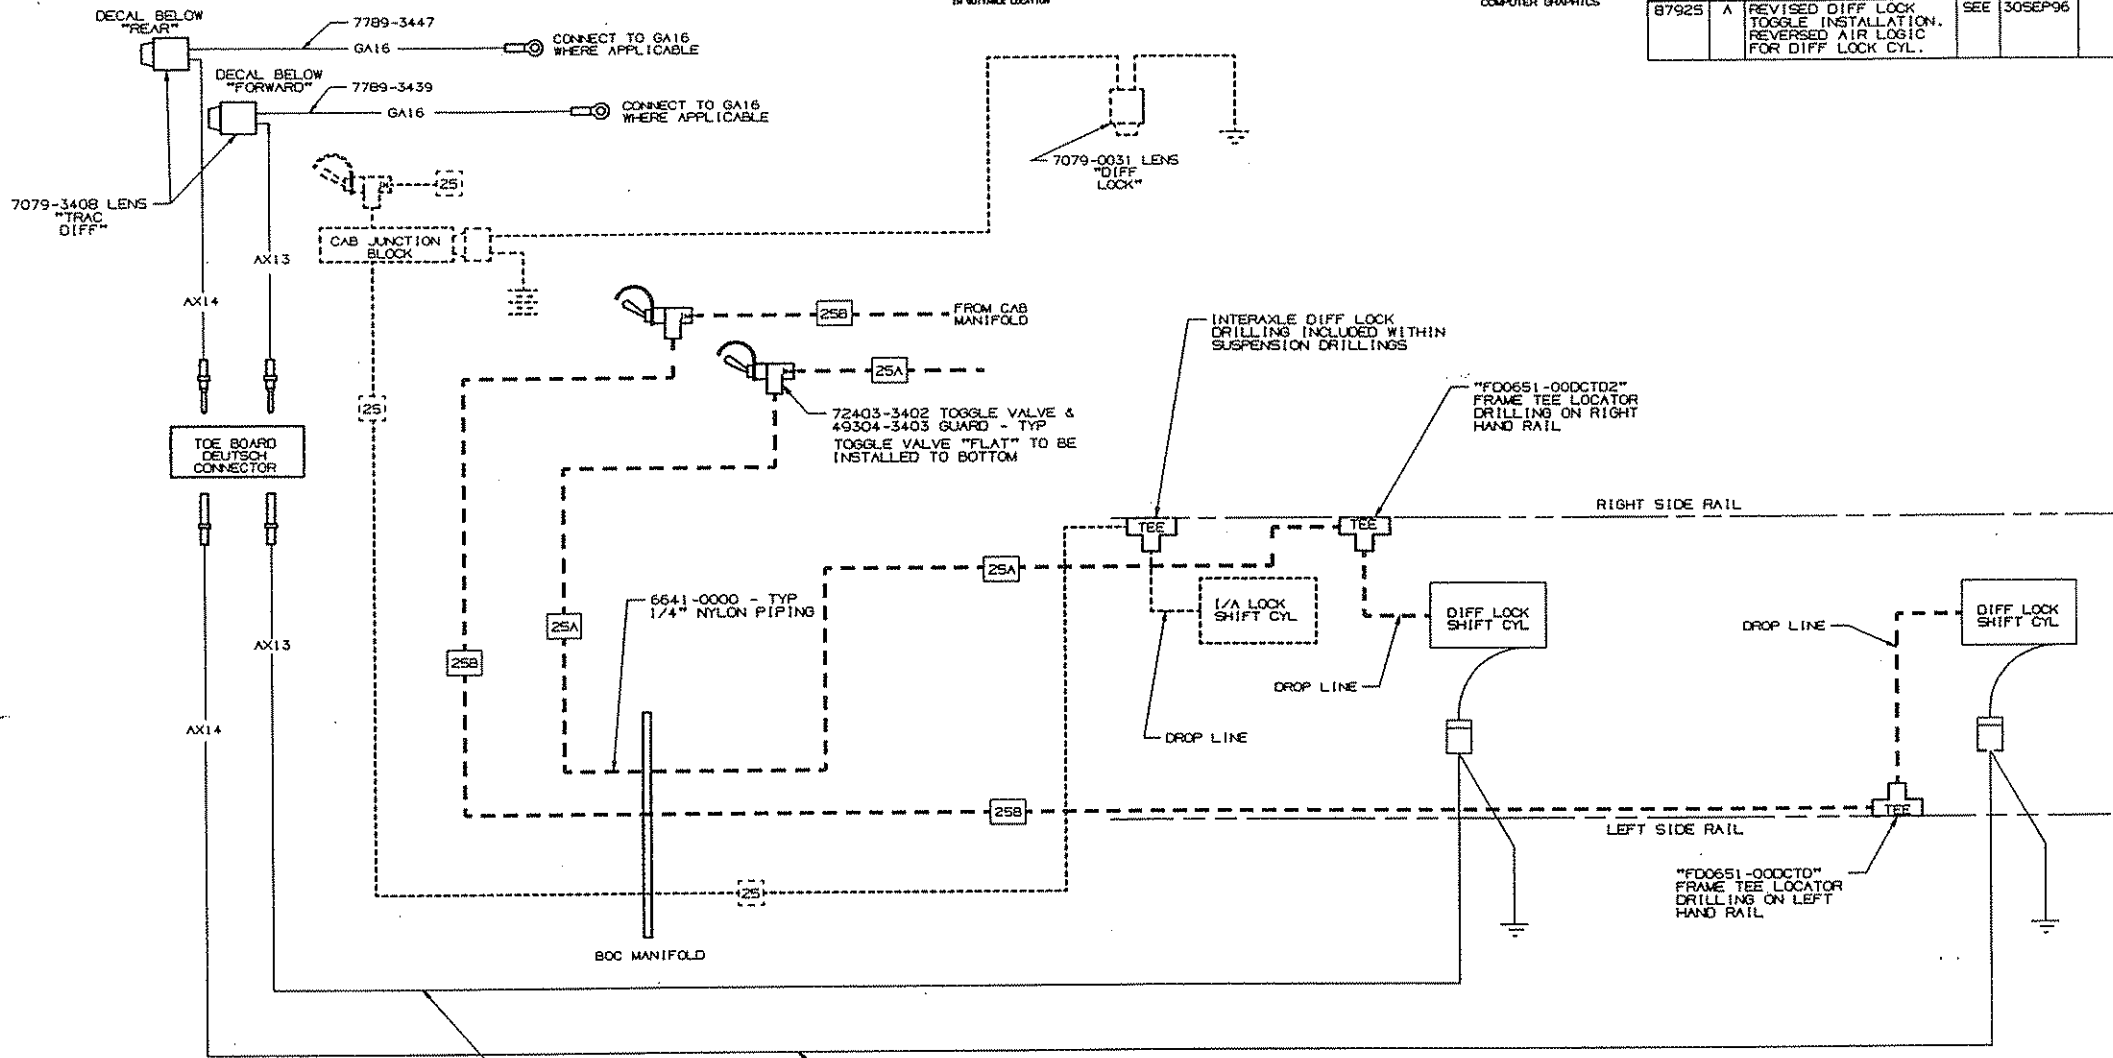 IN SUITABLE LOCATION
COMPUTER GRAPHICS
87925 A REVISED DIFF LOCK SEE 30SEP96
TOGGLE INSTALLATION.
REVERSED AIR LOGIC
FOR DIFF LOCK CYL.
DECAL BELOW
"REAR"
7789-3447
GA16
CONNECT TO GA16
WHERE APPLICABLE
DECAL BELOW
"FORWARD"
7789-3439
GA16
CONNECT TO GA16
WHERE APPLICABLE
7079-0031 LENS
"DIFF
LOCK"
25
7079-3408 LENS
"TRAC
DIFF"
CAB JUNCTION
BLOCK
AX13
AX14
25B
FROM CAB
MANIFOLD
INTERAXLE DIFF LOCK
DRILLING INCLUDED WITHIN
SUSPENSION DRILLINGS
25A
"FD0651-00DCTD2"
FRAME TEE LOCATOR
DRILLING ON RIGHT
HAND RAIL
25
72403-3402 TOGGLE VALVE &
49304-3403 GUARD - TYP
TOGGLE VALVE "FLAT" TO BE
INSTALLED TO BOTTOM
TOE BOARD
DEUTSCH
CONNECTOR
RIGHT SIDE RAIL
TEE
TEE
25A
6641-0000 - TYP
1/4" NYLON PIPING
I/A LOCK
SHIFT CYL
DIFF LOCK
SHIFT CYL
DIFF LOCK
SHIFT CYL
DROP LINE
25A
AX13
25B
DROP LINE
AX14
DROP LINE
25B
TEE
LEFT SIDE RAIL
"FD0651-00DCTD"
FRAME TEE LOCATOR
DRILLING ON LEFT
HAND RAIL
25
BOC MANIFOLD